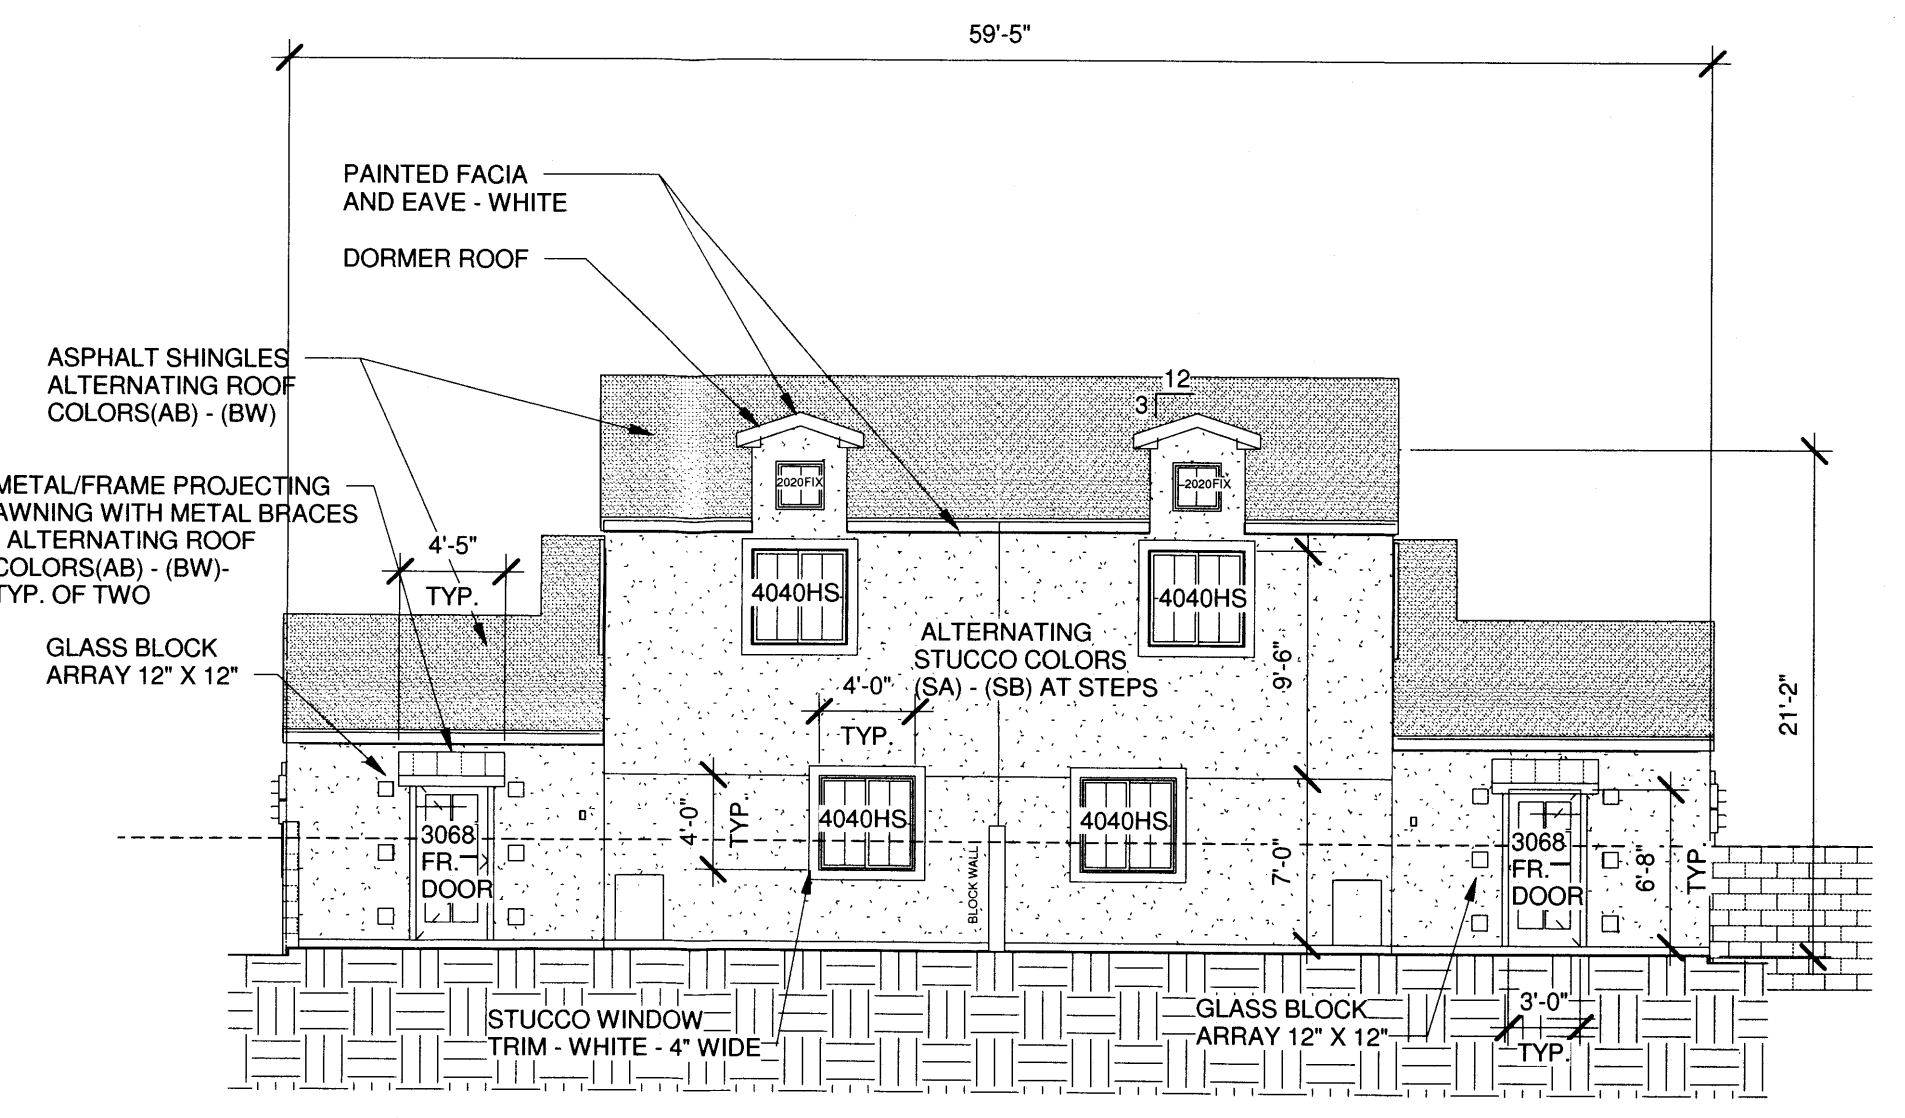 59'-5"
PAINTED FACIA
AND EAVE - WHITE
DORMER ROOF
ASPHALT SHINGLES
ALTERNATING ROOF
COLORS(AB) - (BW)
12
3
METAL/FRAME PROJECTING
AWNING WITH METAL BRACES
ALTERNATING ROOF
COLORS(AB) - (BW)-
TYP. OF TWO
2020FIX
2020FIX
4'-5"
TYP.
4040HS
4040HS
GLASS BLOCK
ARRAY 12" X 12"
ALTERNATING
STUCCO COLORS
(SA) - (SB) AT STEPS
4'-0"
TYP.
9'-6"
21'-2"
4'-0"
TYP.
4040HS
4040HS
3068
FR.
DOOR
BLOCK WALL
7'-0"
3068
FR.
DOOR
6'-8"
TYP
STUCCO WINDOW
TRIM - WHITE - 4" WIDE
GLASS BLOCK
ARRAY 12" X 12"
3'-0"
TYP.